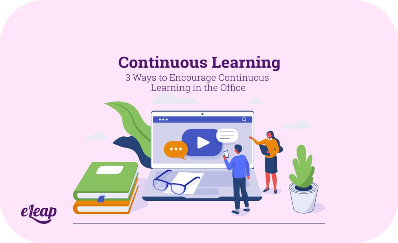 Continuous Learning
3 Ways to Encourage Continuous
Learning in the Office
eleap